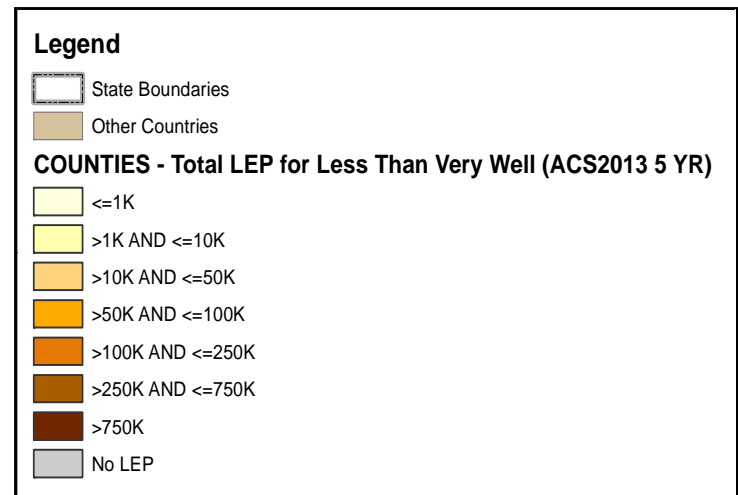 Legend
State Boundaries
Other Countries
COUNTIES - Total LEP for Less Than Very Well (ACS2013 5 YR)
<=1K
>1K AND <=10K
>10K AND <=50K
>50K AND <=100K
>100K AND <=250K
>250K AND <=750K
>750K
No LEP